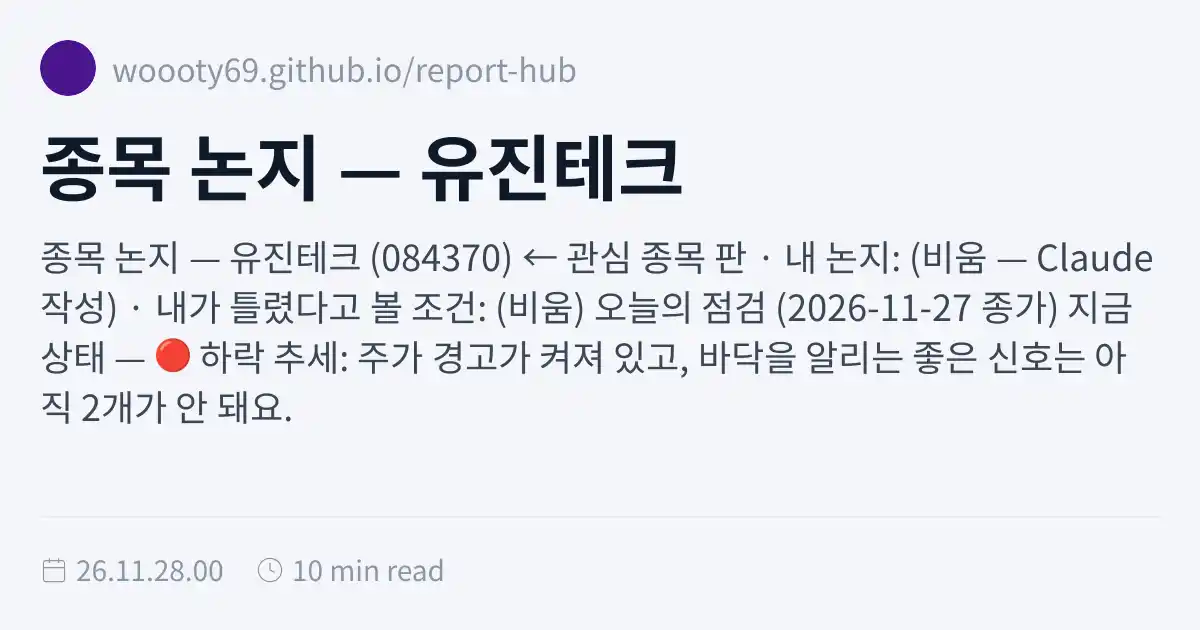 woooty69.github.io/report-hub
종목 논지 — 유진테크
종목 논지 — 유진테크 (084370) ← 관심 종목 판 · 내 논지: (비움 — Claude
작성) · 내가 틀렸다고 볼 조건: (비움) 오늘의 점검 (2026-11-27 종가) 지금
상태 — 🔴 하락 추세: 주가 경고가 켜져 있고, 바닥을 알리는 좋은 신호는 아
직 2개가 안 돼요.
26.11.28.00
10 min read